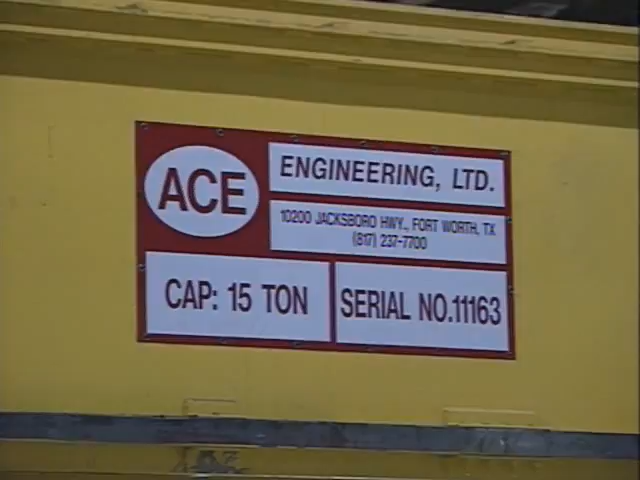 ACE
ENGINEERING, LTD.
10200 JACKSBORO HWY., FORT WORTH, TX
(817) 237-7700
CAP: 15 TON
SERIAL NO.11163